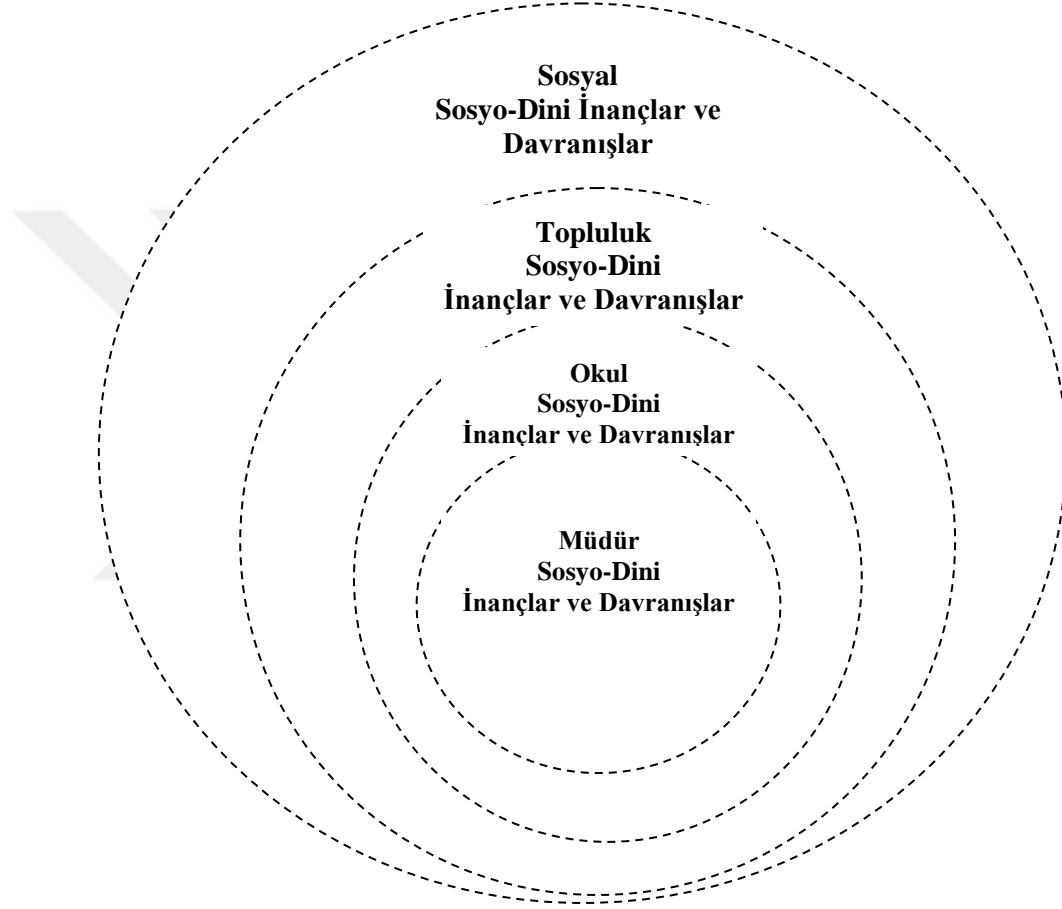 Sosyal
Sosyo-Dini İnançlar ve
Davranışlar
Topluluk
Sosyo-Dini
İnançlar ve Davranışlar
Okul
Sosyo-Dini
İnançlar ve Davranışlar
Müdür
Sosyo-Dini
İnançlar ve Davranışlar